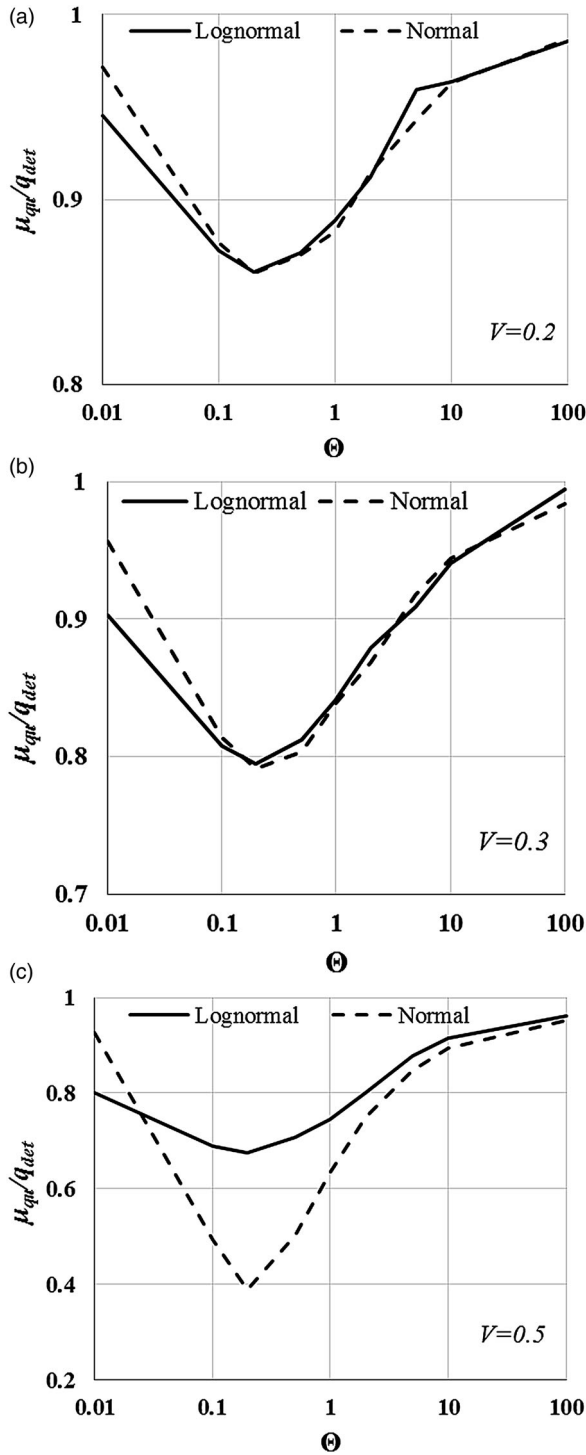 (a)
1
Lognormal Normal
0.9
μqu/qdet
V=0.2
0.8
0.01 0.1 1 10 100
Θ
(b)
1
Lognormal Normal
0.9
μqu/qdet
0.8
V=0.3
0.7
0.01 0.1 1 10 100
Θ
(c)
1
Lognormal Normal
0.8
μqu/qdet
0.6
0.4
V=0.5
0.2
0.01 0.1 1 10 100
Θ